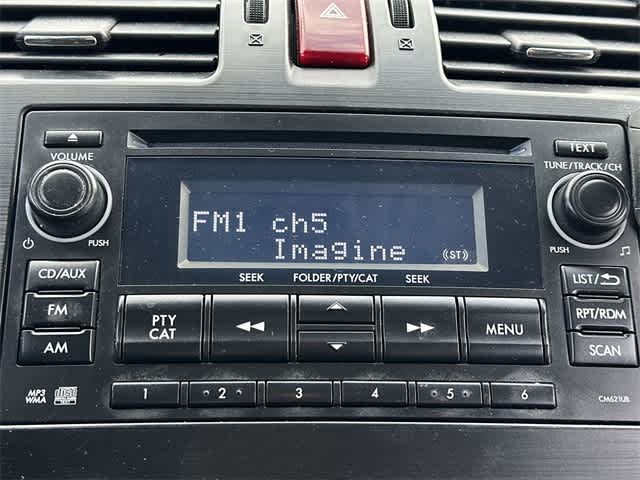 VOLUME
TEXT
TUNE/TRACK/CH
PUSH
PUSH
FM1 ch5
Imagine (ST)
SEEK FOLDER/PTY/CAT SEEK
CD/AUX
FM
AM
PTY
CAT
MENU
LIST/
RPT/RDM
SCAN
MP3
WMA
1 2 3 4 5 6
CM621UB